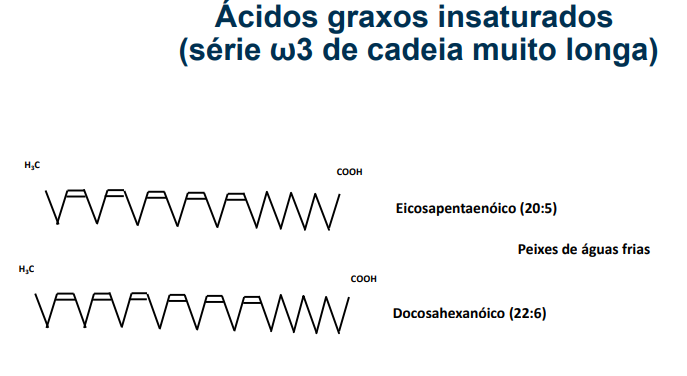 Ácidos graxos insaturados
(série ω3 de cadeia muito longa)
H₃C
COOH
Eicosapentaenóico (20:5)
Peixes de águas frias
H₃C
COOH
Docosahexanóico (22:6)